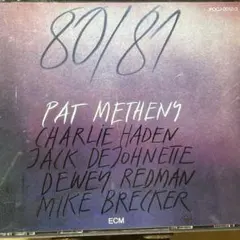 80/81
PAT METHENY
CHARLIE HADEN
JACK DEJOHNETTE
DEWEY REDMAN
MIKE BRECKER
ECM